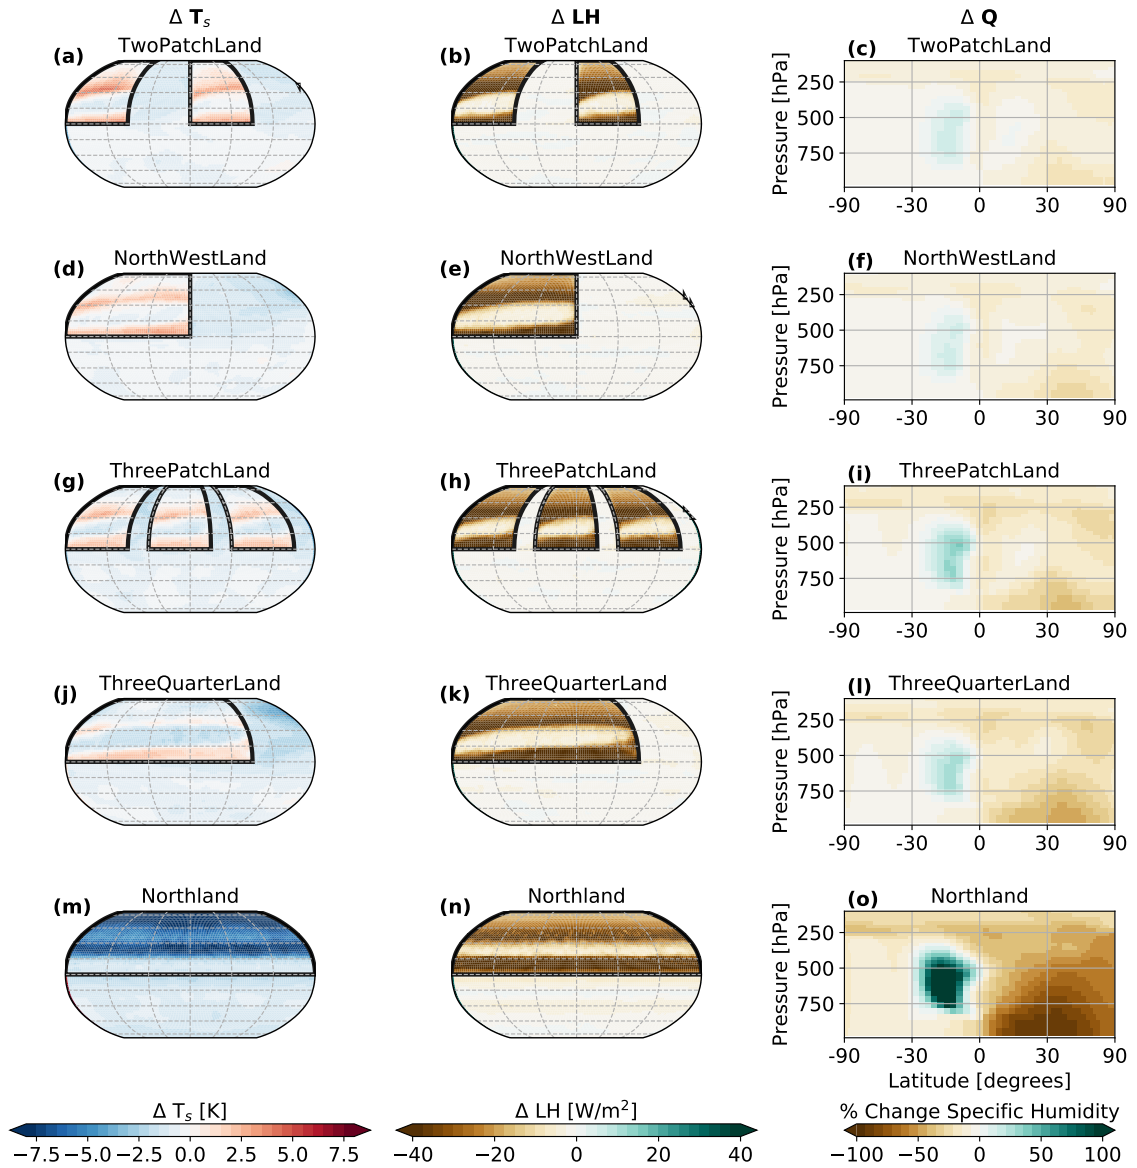 Δ Tₛ Δ LH Δ Q
(a) TwoPatchLand (b) TwoPatchLand (c) TwoPatchLand
250
500
750
Pressure [hPa]
-90 -30 0 30 90
(d) NorthWestLand (e) NorthWestLand (f) NorthWestLand
250
500
750
Pressure [hPa]
-90 -30 0 30 90
(g) ThreePatchLand (h) ThreePatchLand (i) ThreePatchLand
250
500
750
Pressure [hPa]
-90 -30 0 30 90
(j) ThreeQuarterLand (k) ThreeQuarterLand (l) ThreeQuarterLand
250
500
750
Pressure [hPa]
-90 -30 0 30 90
(m) Northland (n) Northland (o) Northland
250
500
750
Pressure [hPa]
-90 -30 0 30 90
Latitude [degrees]
Δ Tₛ [K] Δ LH [W/m²] % Change Specific Humidity
−7.5 −5.0 −2.5 0.0 2.5 5.0 7.5 −40 −20 0 20 40 −100 −50 0 50 100